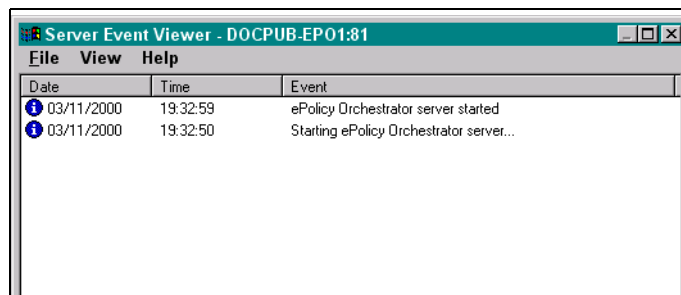 Server Event Viewer - DOCPUB-EPO1:81
File View Help
Date Time Event
03/11/2000 19:32:59 ePolicy Orchestrator server started
03/11/2000 19:32:50 Starting ePolicy Orchestrator server...